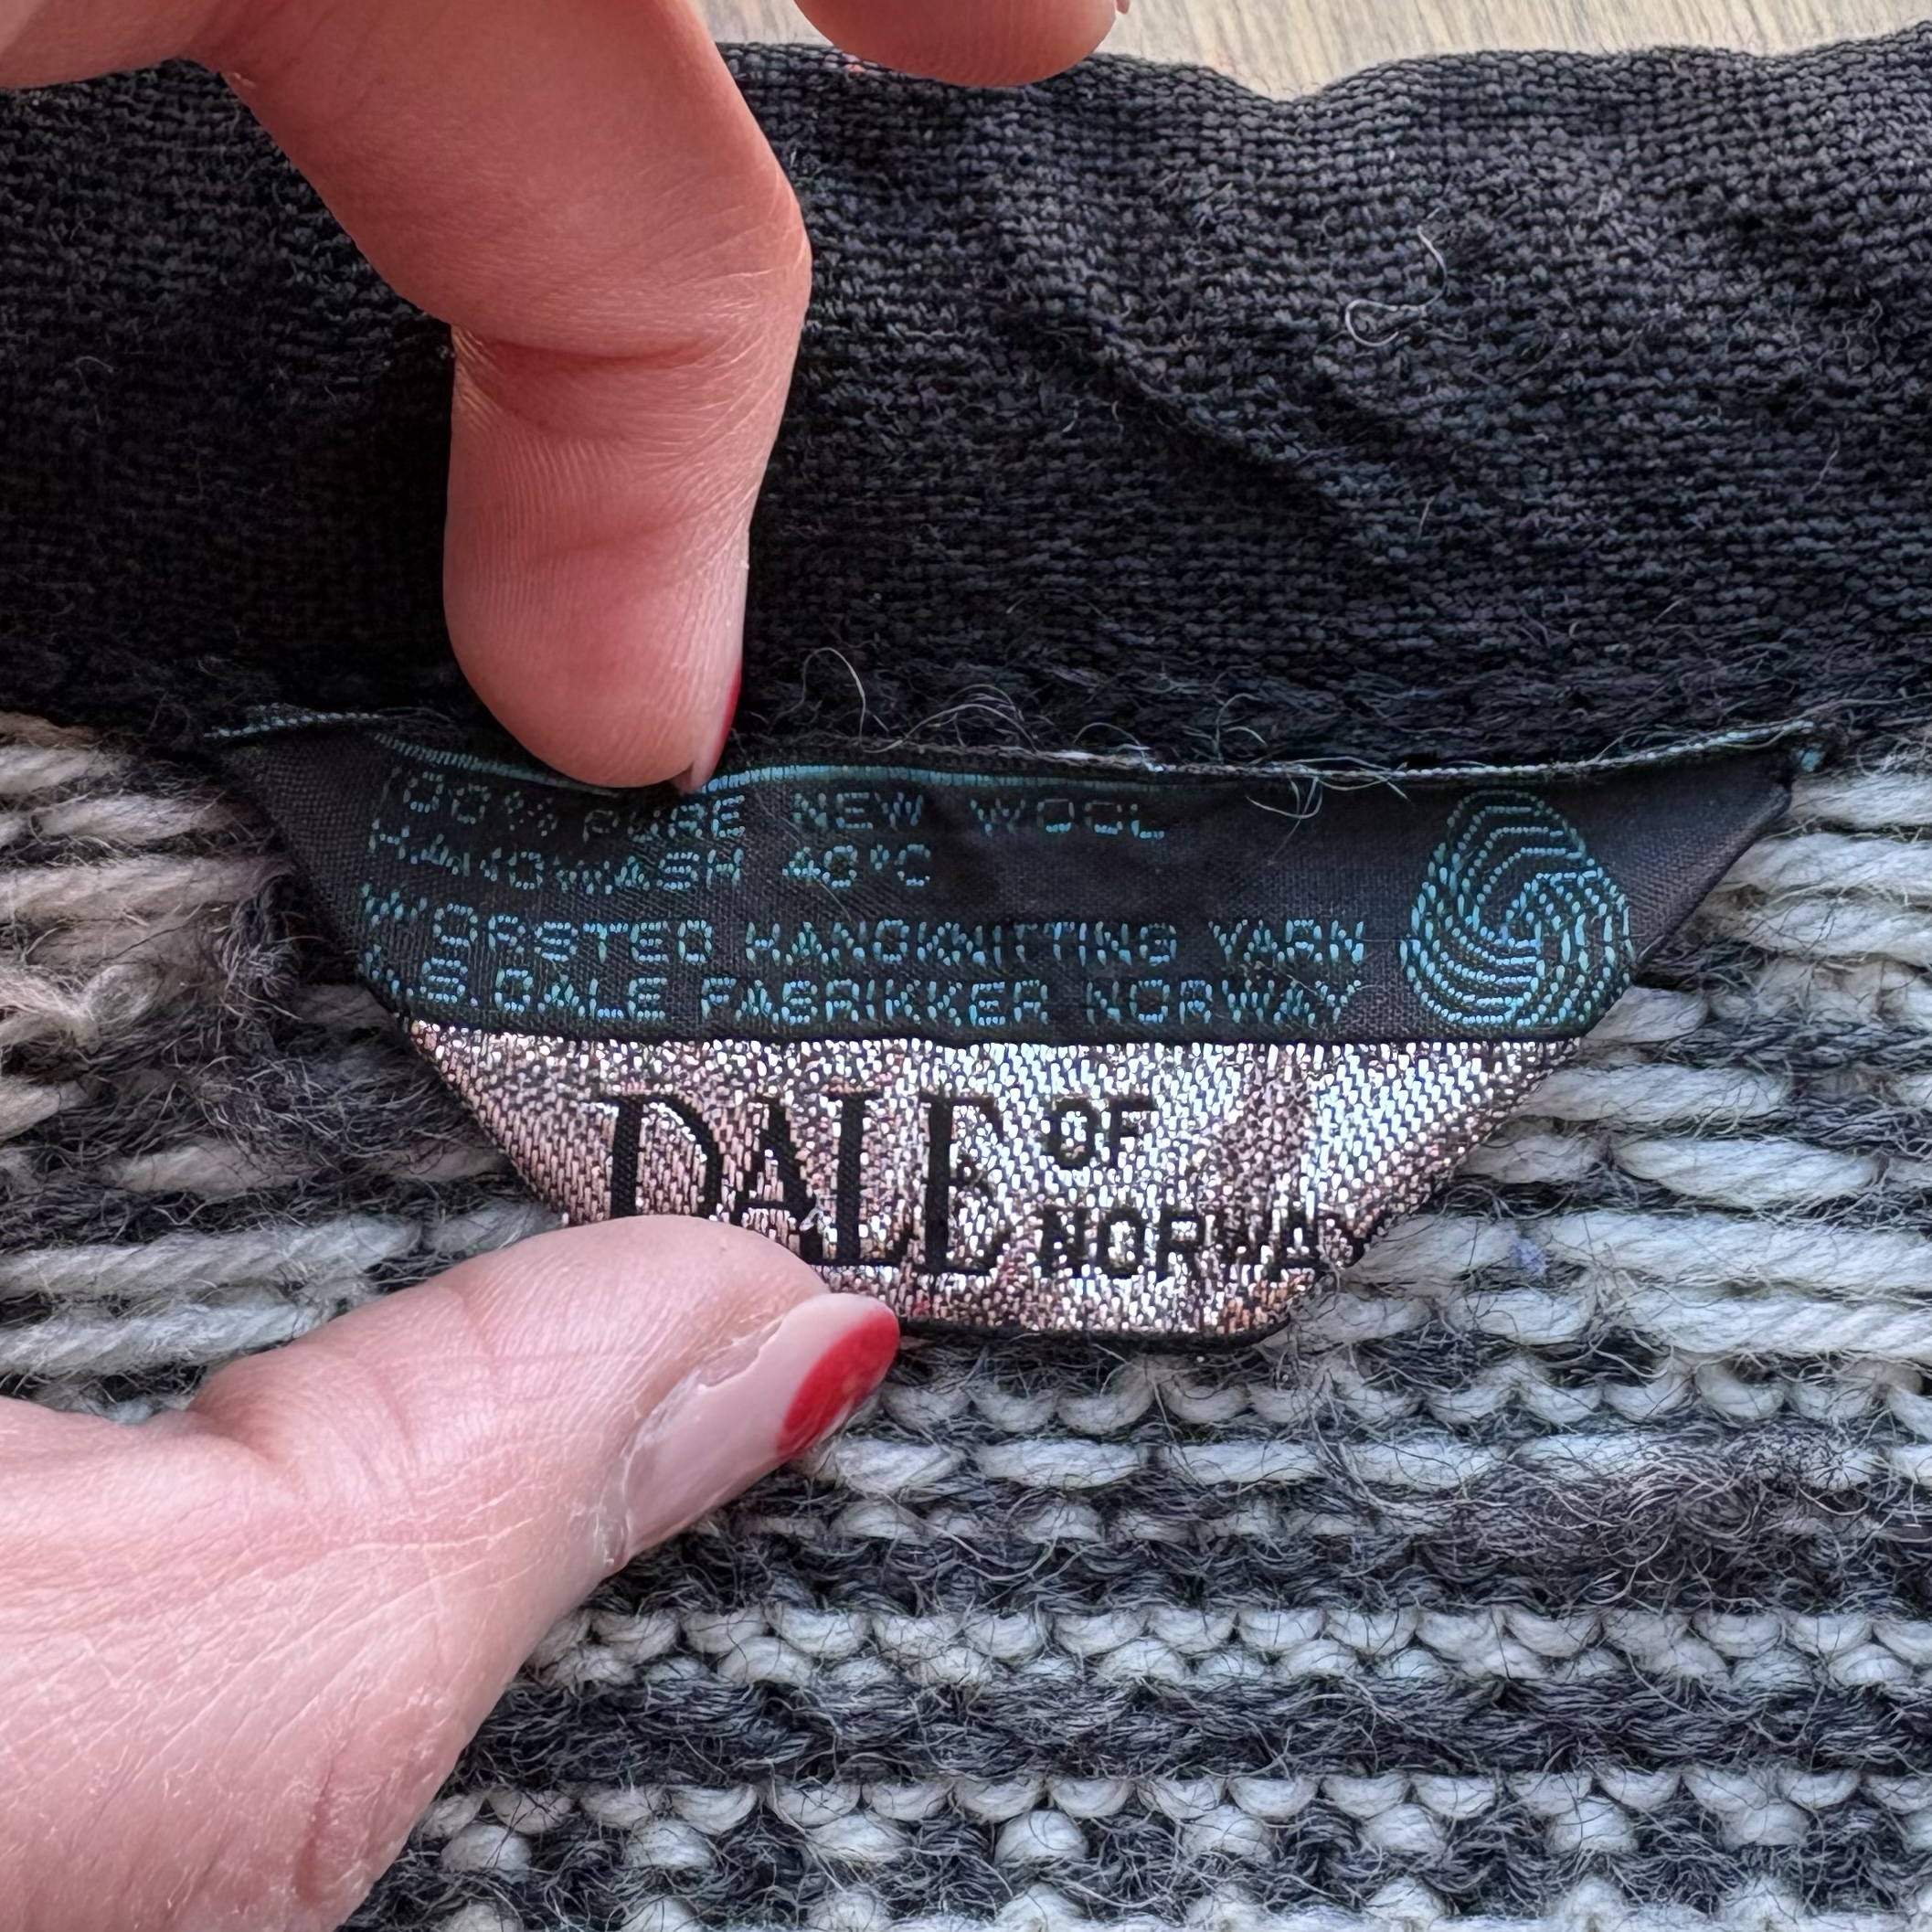 100% PURE NEW WOOL
HANDWASH 40°C
WORSTED HANDKNITTING YARN
A.S. DALE FABRIKKER NORWAY
DALE OF
NORWAY